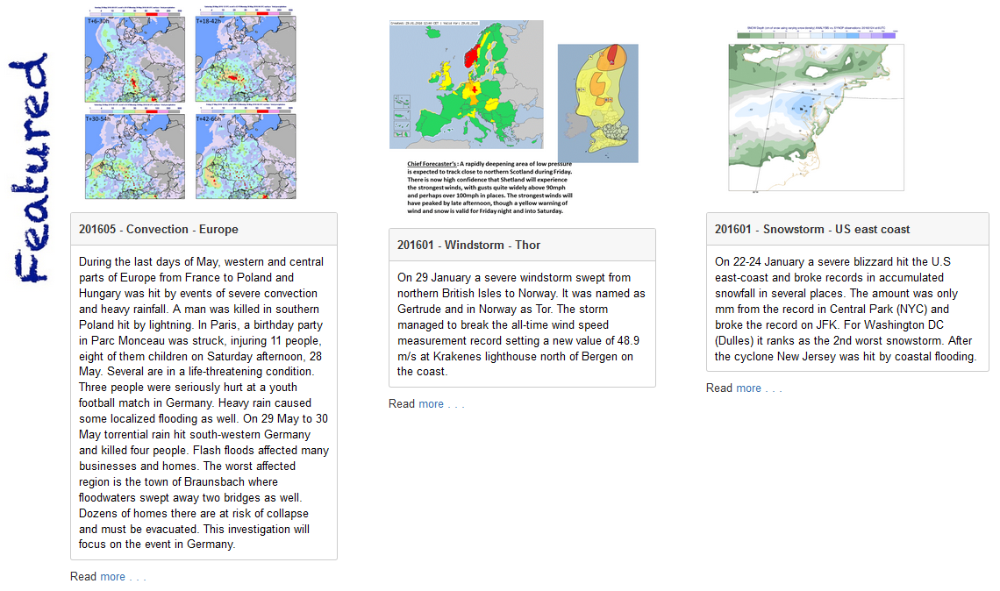 Featured
T+6-30h
T+18-42h
T+30-54h
T+42-66h
201605 - Convection - Europe
During the last days of May, western and central
parts of Europe from France to Poland and
Hungary was hit by events of severe convection
and heavy rainfall. A man was killed in southern
Poland hit by lightning. In Paris, a birthday party
in Parc Monceau was struck, injuring 11 people,
eight of them children on Saturday afternoon, 28
May. Several are in a life-threatening condition.
Three people were seriously hurt at a youth
football match in Germany. Heavy rain caused
some localized flooding as well. On 29 May to 30
May torrential rain hit south-western Germany
and killed four people. Flash floods affected many
businesses and homes. The worst affected
region is the town of Braunsbach where
floodwaters swept away two bridges as well.
Dozens of homes there are at risk of collapse
and must be evacuated. This investigation will
focus on the event in Germany.
Read more . . .
Chief Forecaster's: A rapidly deepening area of low pressure
is expected to track close to northern Scotland during Friday.
There is now high confidence that Shetland will experience
the strongest winds, with gusts quite widely above 90mph
and perhaps over 100mph in places. The strongest winds will
have peaked by late afternoon, though a yellow warning of
wind and snow is valid for Friday night and into Saturday.
201601 - Windstorm - Thor
On 29 January a severe windstorm swept from
northern British Isles to Norway. It was named as
Gertrude and in Norway as Tor. The storm
managed to break the all-time wind speed
measurement record setting a new value of 48.9
m/s at Krakenes lighthouse north of Bergen on
the coast.
Read more . . .
201601 - Snowstorm - US east coast
On 22-24 January a severe blizzard hit the U.S
east-coast and broke records in accumulated
snowfall in several places. The amount was only
mm from the record in Central Park (NYC) and
broke the record on JFK. For Washington DC
(Dulles) it ranks as the 2nd worst snowstorm. After
the cyclone New Jersey was hit by coastal flooding.
Read more . . .